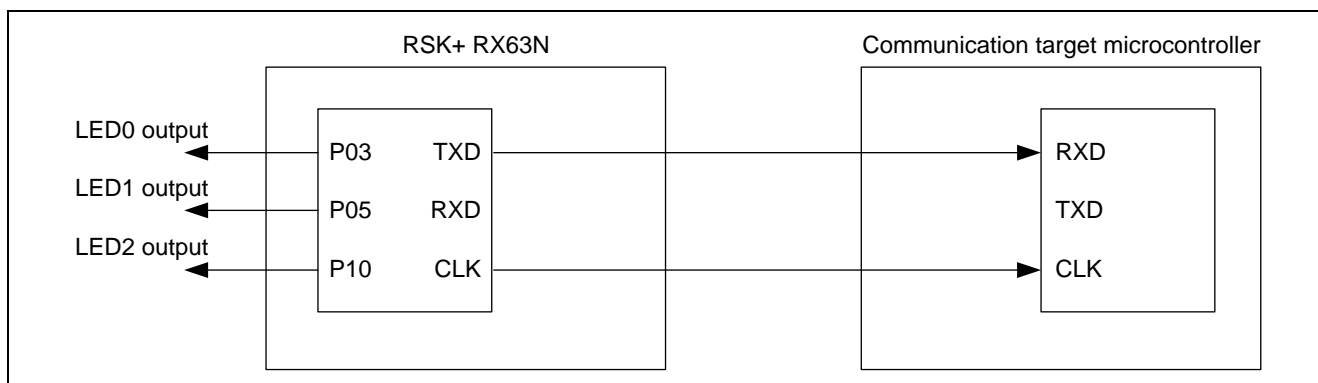 RSK+ RX63N
Communication target microcontroller
LED0 output
P03 TXD RXD
LED1 output
P05 RXD TXD
LED2 output
P10 CLK CLK